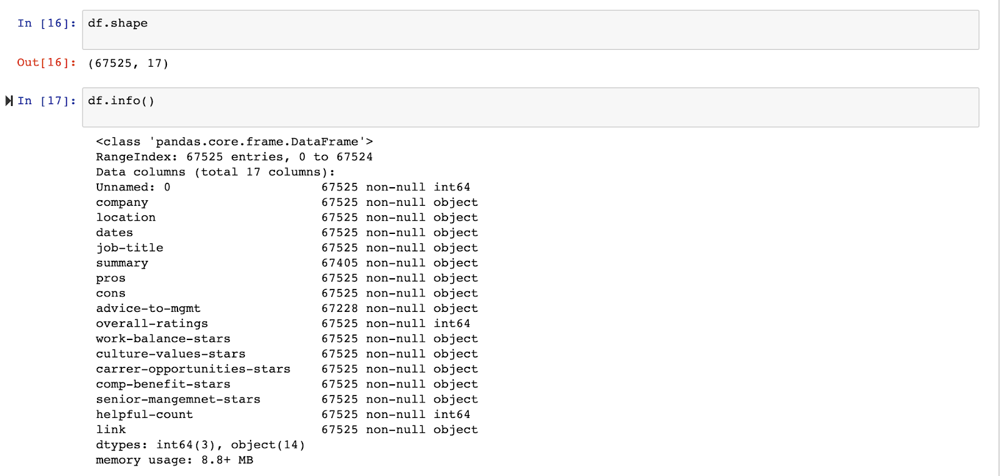 In [16]: df.shape
Out[16]: (67525, 17)
In [17]: df.info()
<class 'pandas.core.frame.DataFrame'>
RangeIndex: 67525 entries, 0 to 67524
Data columns (total 17 columns):
Unnamed: 0                    67525 non-null int64
company                       67525 non-null object
location                      67525 non-null object
dates                         67525 non-null object
job-title                     67525 non-null object
summary                       67405 non-null object
pros                          67525 non-null object
cons                          67525 non-null object
advice-to-mgmt                67228 non-null object
overall-ratings               67525 non-null int64
work-balance-stars            67525 non-null object
culture-values-stars          67525 non-null object
carrer-opportunities-stars    67525 non-null object
comp-benefit-stars            67525 non-null object
senior-mangemnet-stars        67525 non-null object
helpful-count                 67525 non-null int64
link                          67525 non-null object
dtypes: int64(3), object(14)
memory usage: 8.8+ MB